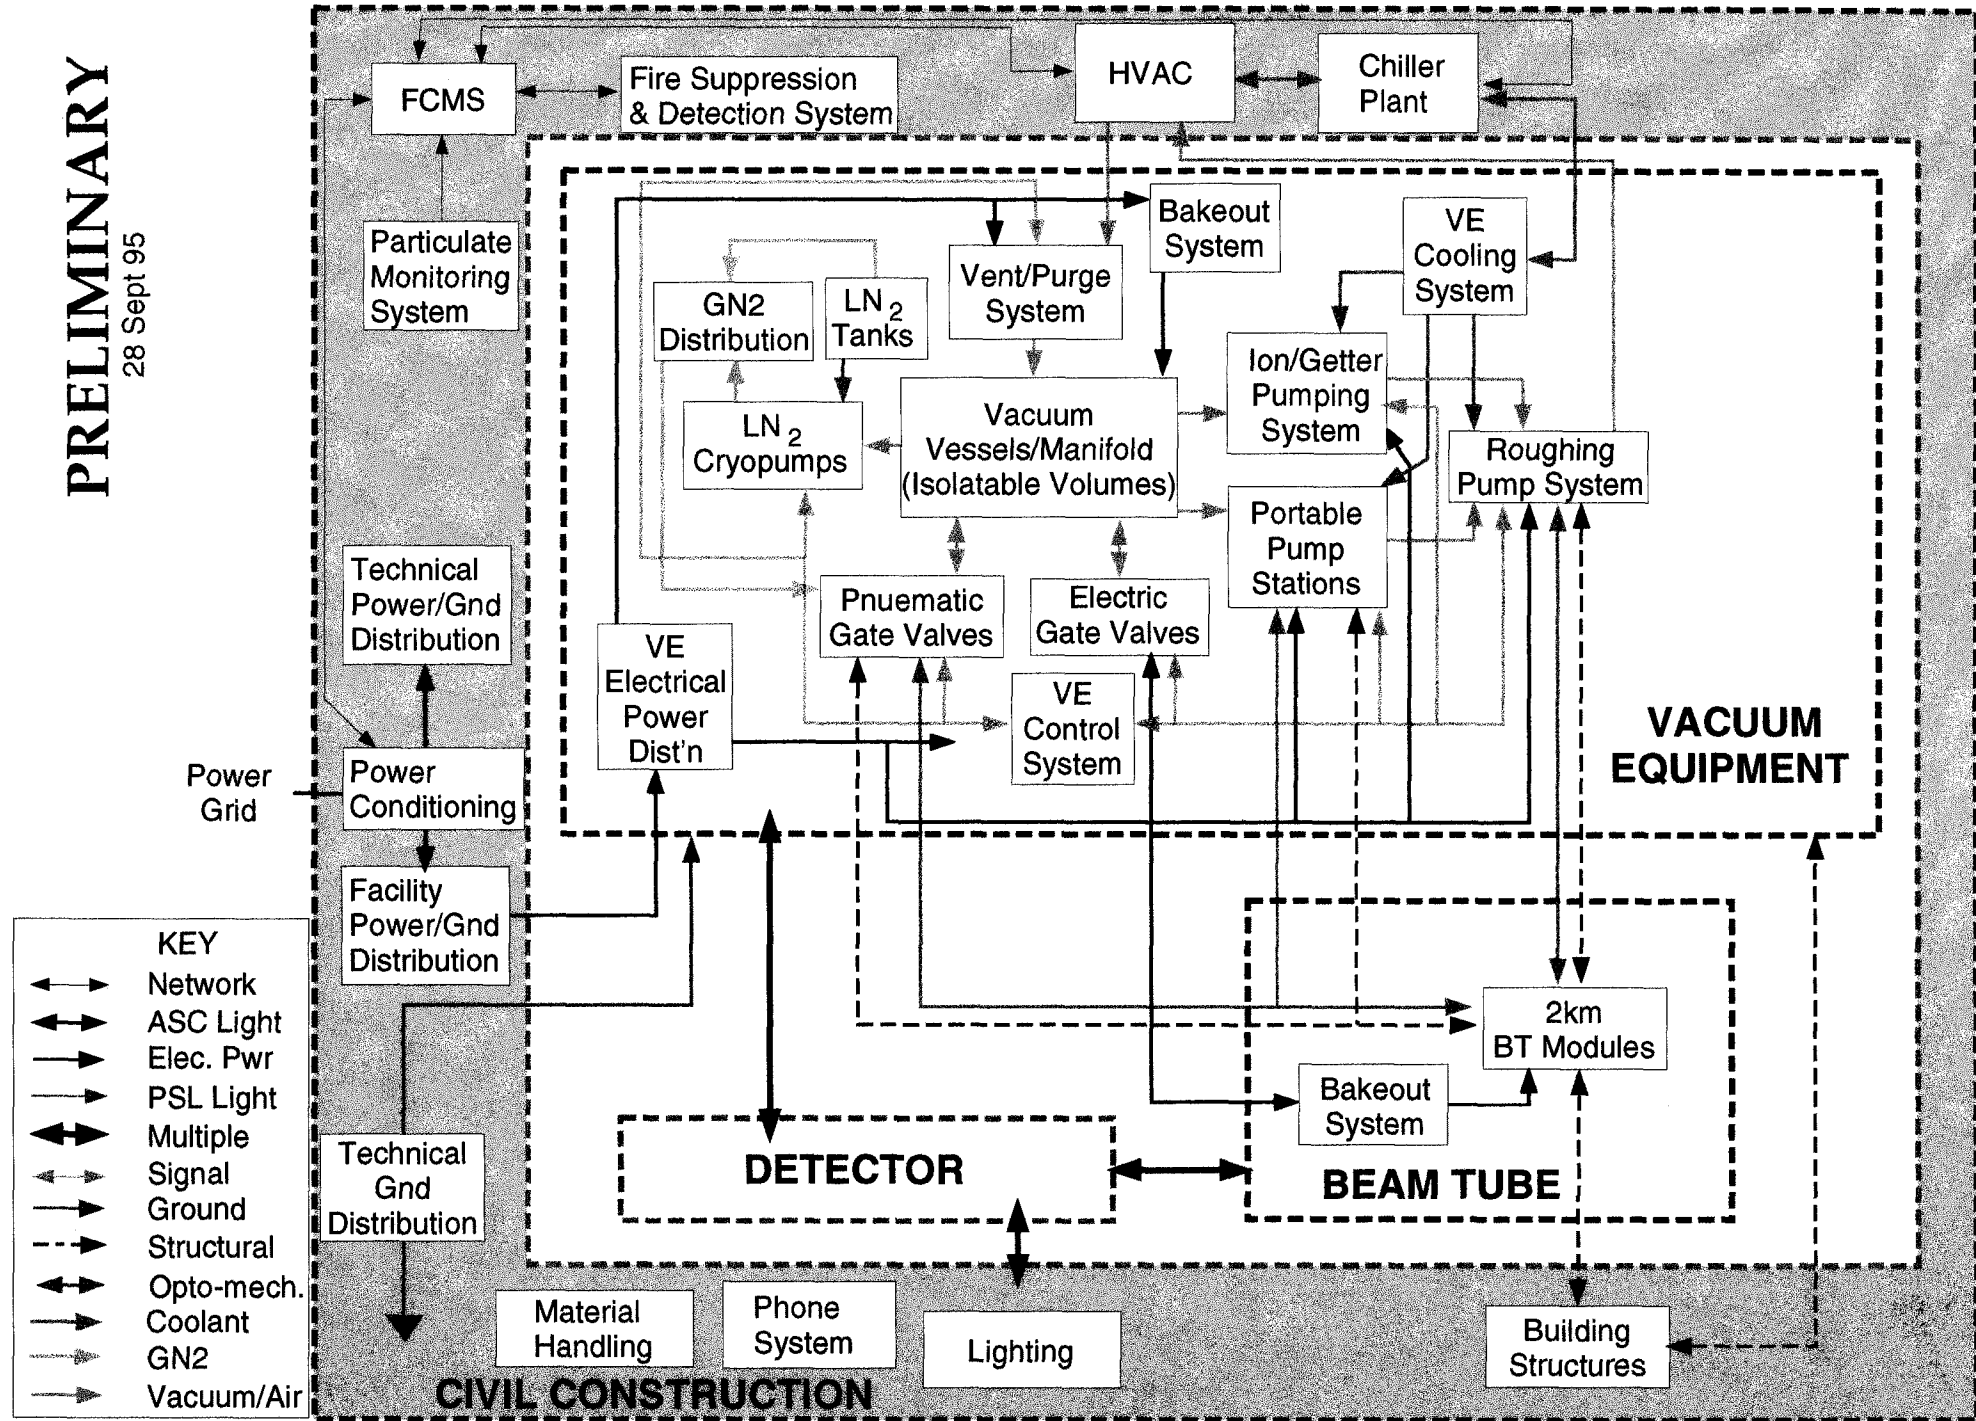 PRELIMINARY
28 Sept 95
FCMS
Fire Suppression
& Detection System
HVAC
Chiller
Plant
Particulate
Monitoring
System
Bakeout
System
VE
Cooling
System
Vent/Purge
System
GN2
Distribution
LN2
Tanks
Ion/Getter
Pumping
System
LN2
Cryopumps
Vacuum
Vessels/Manifold
(Isolatable Volumes)
Roughing
Pump System
Portable
Pump
Stations
Technical
Power/Gnd
Distribution
Pnuematic
Gate Valves
Electric
Gate Valves
VE
Electrical
Power
Dist'n
VE
Control
System
VACUUM
EQUIPMENT
Power
Grid
Power
Conditioning
Facility
Power/Gnd
Distribution
KEY
Network
ASC Light
Elec. Pwr
PSL Light
Multiple
Signal
Ground
Structural
Opto-mech.
Coolant
GN2
Vacuum/Air
2km
BT Modules
Bakeout
System
BEAM TUBE
DETECTOR
Technical
Gnd
Distribution
Material
Handling
Phone
System
Lighting
Building
Structures
CIVIL CONSTRUCTION